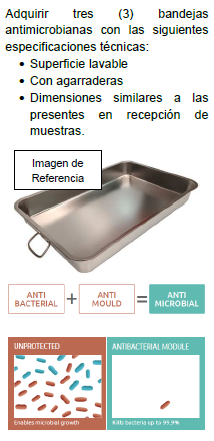 Adquirir tres (3) bandejas
antimicrobianas con las siguientes
especificaciones técnicas:
• Superficie lavable
• Con agarraderas
• Dimensiones similares a las
presentes en recepción de
muestras.
Imagen de
Referencia
ANTI
BACTERIAL
+
ANTI
MOULD
=
ANTI
MICROBIAL
UNPROTECTED
Enables microbial growth
ANTIBACTERIAL MODULE
Kills bacteria up to 99,9%